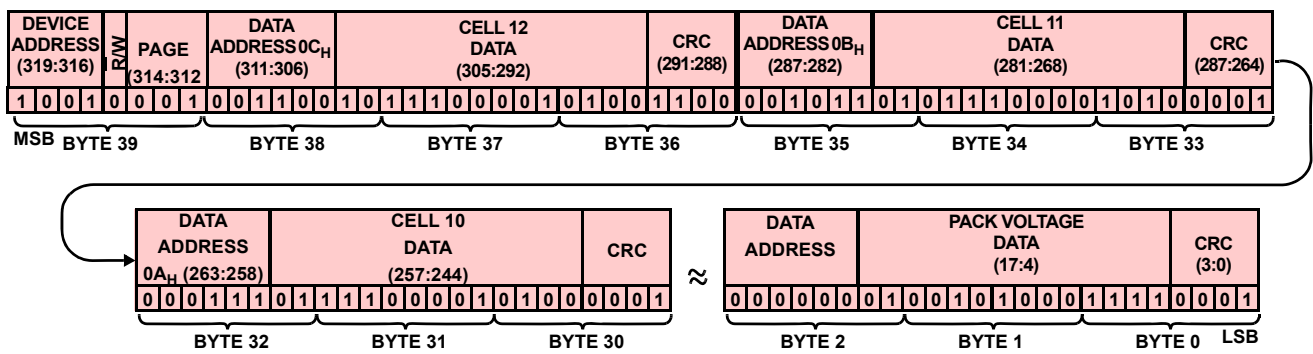 DEVICE ADDRESS (319:316)
R/W
PAGE (314:312
DATA ADDRESS 0CH (311:306)
CELL 12 DATA (305:292)
CRC (291:288)
DATA ADDRESS 0BH (287:282)
CELL 11 DATA (281:268)
CRC (287:264)
1 0 0 1 0 0 0 1 0 0 1 1 0 0 1 0 1 1 1 0 0 0 0 1 0 1 0 0 1 1 0 0 0 0 1 0 1 1 0 1 0 1 1 1 0 0 0 0 1 0 1 0 0 0 0 1
MSB BYTE 39 BYTE 38 BYTE 37 BYTE 36 BYTE 35 BYTE 34 BYTE 33
DATA ADDRESS 0AH (263:258)
CELL 10 DATA (257:244)
CRC
≈
DATA ADDRESS
PACK VOLTAGE DATA (17:4)
CRC (3:0)
0 0 0 1 1 1 0 1 1 1 1 0 0 0 0 1 0 1 0 0 0 0 0 1 0 0 0 0 0 0 0 1 0 0 1 0 1 0 0 0 1 1 1 1 0 0 0 1
BYTE 32 BYTE 31 BYTE 30 BYTE 2 BYTE 1 BYTE 0 LSB